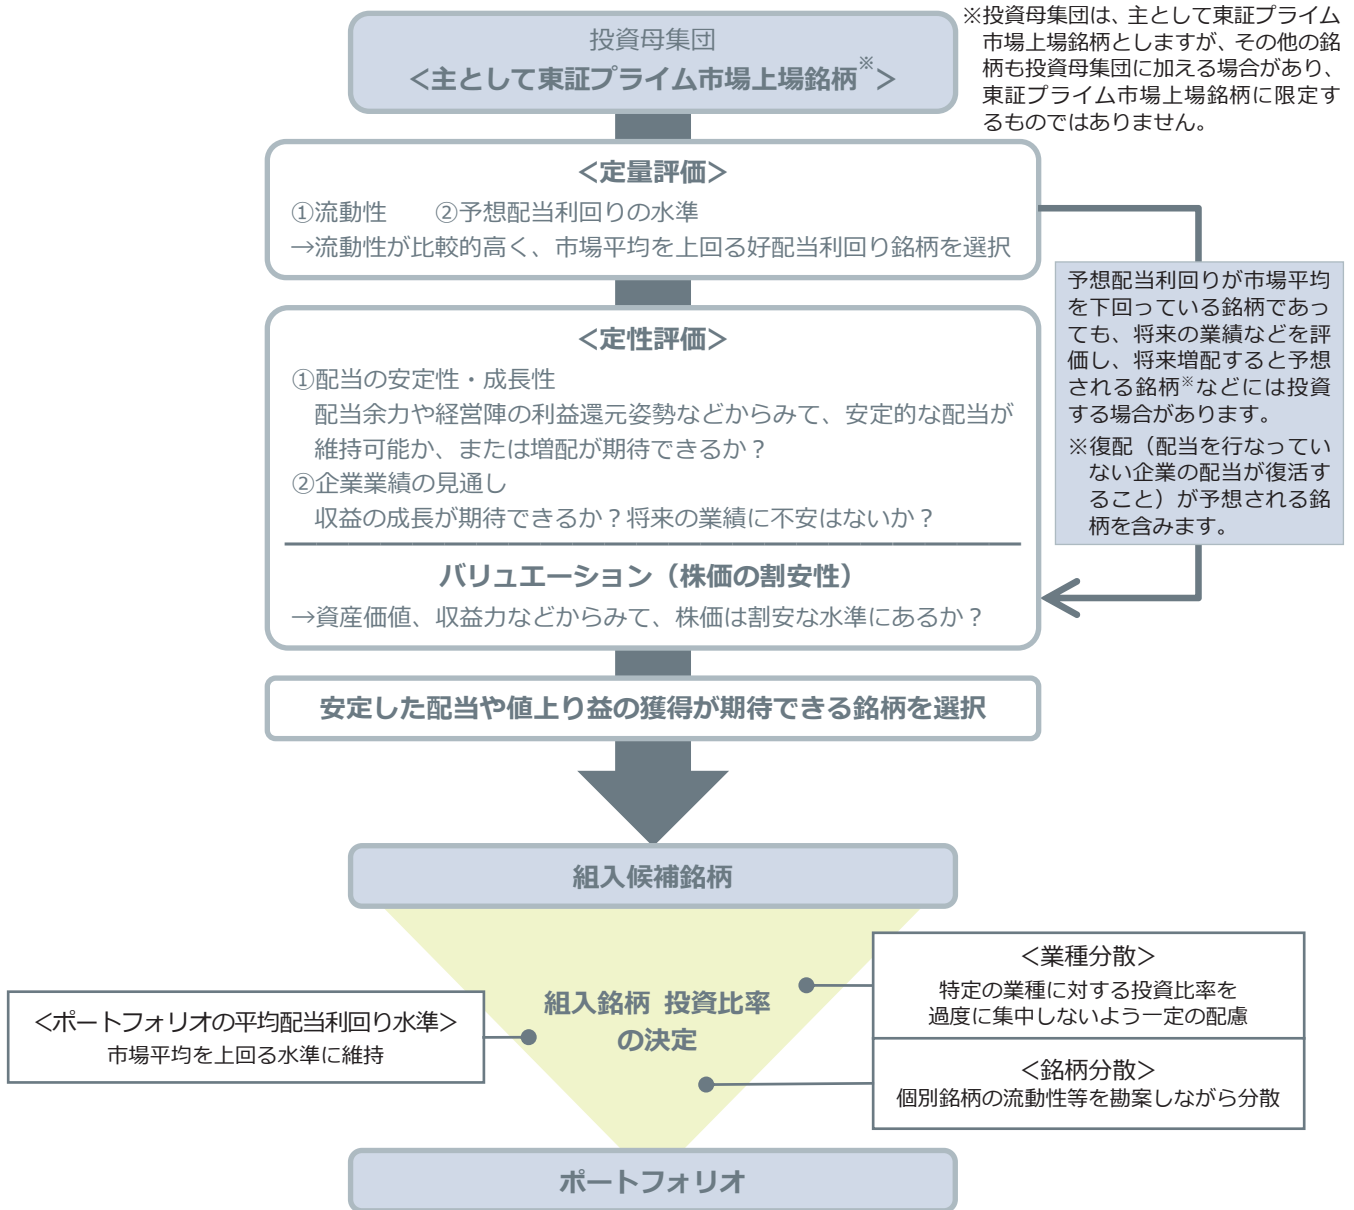 投資母集団
＜主として東証プライム市場上場銘柄※＞
※投資母集団は、主として東証プライム
市場上場銘柄としますが、その他の銘
柄も投資母集団に加える場合があり、
東証プライム市場上場銘柄に限定す
るものではありません。
＜定量評価＞
①流動性　　②予想配当利回りの水準
→流動性が比較的高く、市場平均を上回る好配当利回り銘柄を選択
予想配当利回りが市場平均
を下回っている銘柄であっ
ても、将来の業績などを評
価し、将来増配すると予想
される銘柄※などには投資
する場合があります。
※復配（配当を行なってい
ない企業の配当が復活す
ること）が予想される銘
柄を含みます。
＜定性評価＞
①配当の安定性・成長性
配当余力や経営陣の利益還元姿勢などからみて、安定的な配当が
維持可能か、または増配が期待できるか？
②企業業績の見通し
収益の成長が期待できるか？将来の業績に不安はないか？
バリュエーション（株価の割安性）
→資産価値、収益力などからみて、株価は割安な水準にあるか？
安定した配当や値上り益の獲得が期待できる銘柄を選択
組入候補銘柄
組入銘柄 投資比率
の決定
＜ポートフォリオの平均配当利回り水準＞
市場平均を上回る水準に維持
＜業種分散＞
特定の業種に対する投資比率を
過度に集中しないよう一定の配慮
＜銘柄分散＞
個別銘柄の流動性等を勘案しながら分散
ポートフォリオ